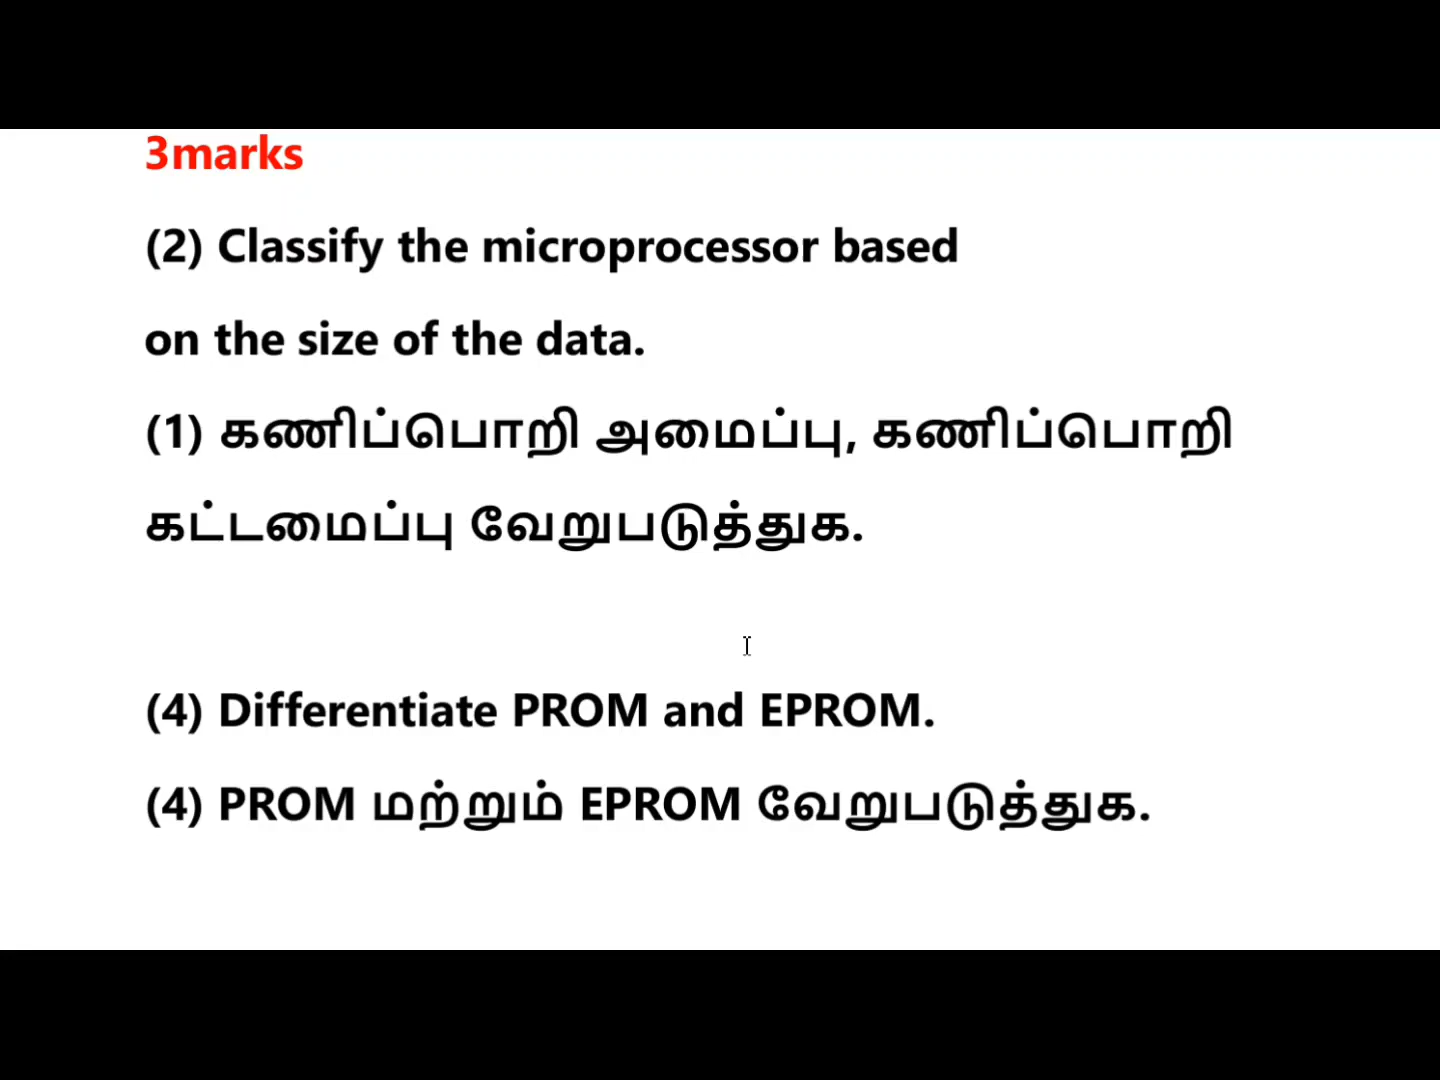 3marks
(2) Classify the microprocessor based
on the size of the data.
(1) கணிப்பொறி அமைப்பு, கணிப்பொறி
கட்டமைப்பு வேறுபடுத்துக.
(4) Differentiate PROM and EPROM.
(4) PROM மற்றும் EPROM வேறுபடுத்துக.